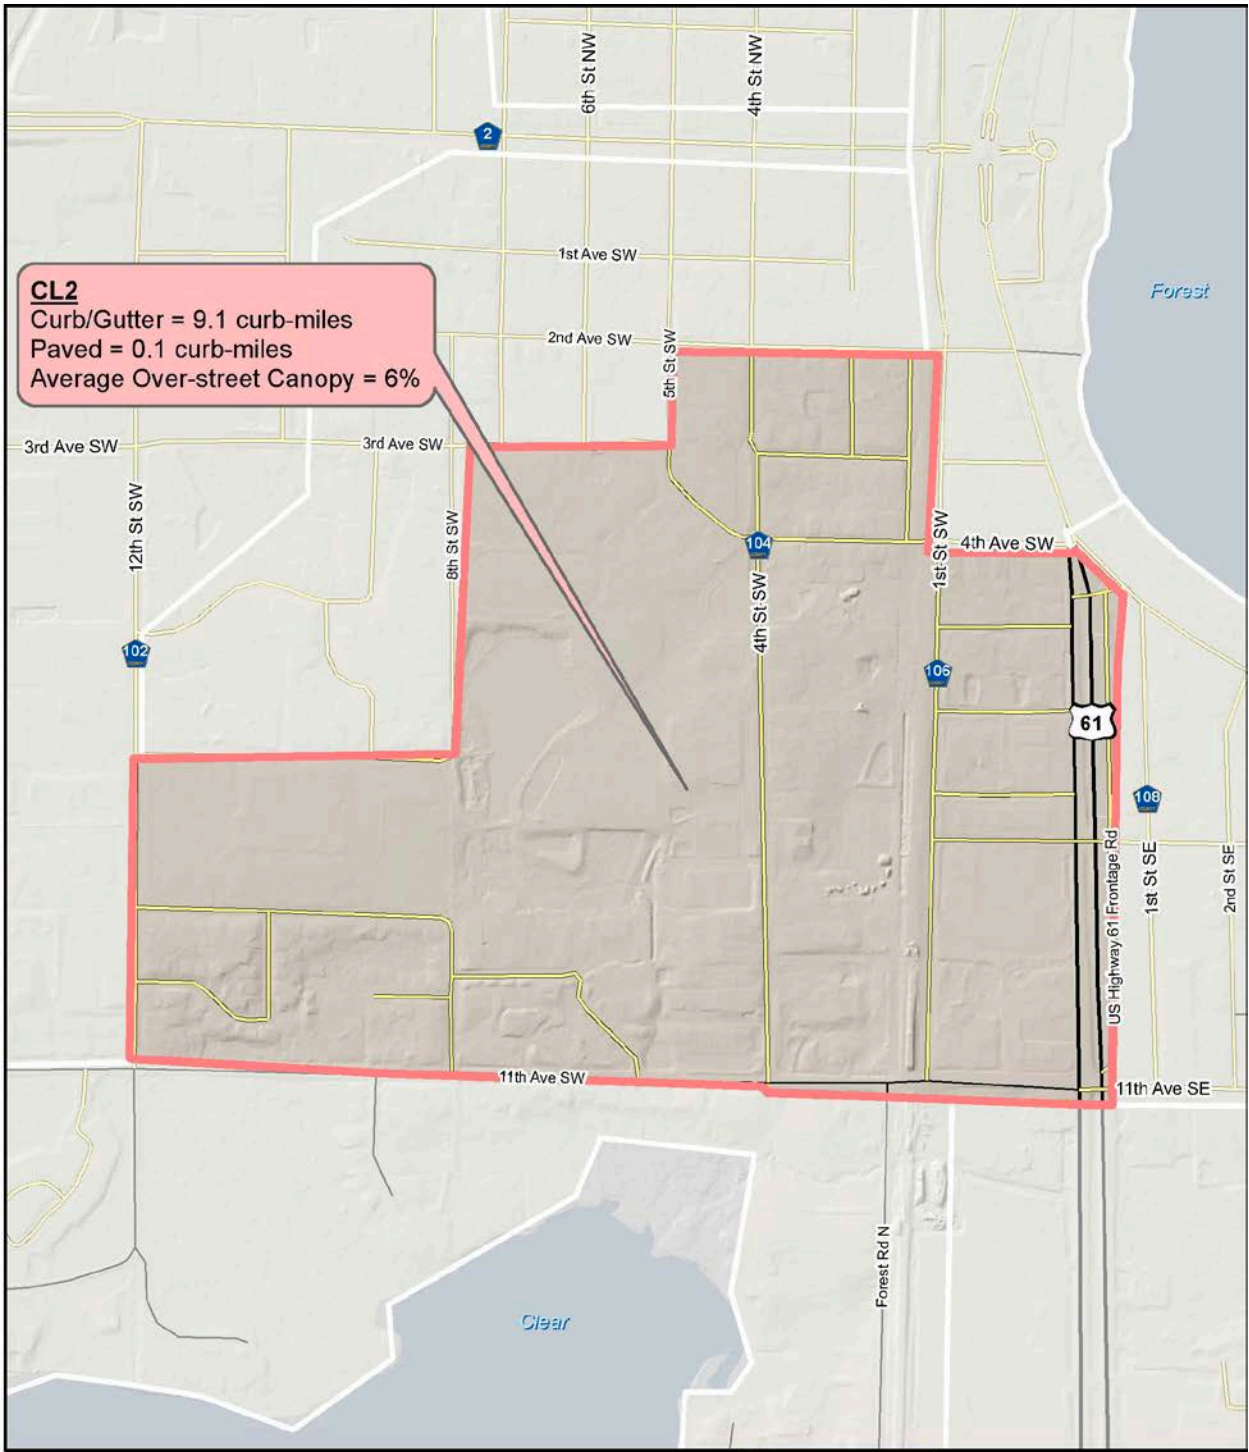 6th St NW
4th St NW
2
1st Ave SW
Forest
CL2
Curb/Gutter = 9.1 curb-miles
Paved = 0.1 curb-miles
Average Over-street Canopy = 6%
2nd Ave SW
5th St SW
3rd Ave SW
3rd Ave SW
12th St SW
8th St SW
104
1st St SW
4th Ave SW
4th St SW
102
106
61
108
US Highway 61 Frontage Rd
1st St SE
2nd St SE
11th Ave SW
11th Ave SE
Forest Rd N
Clear